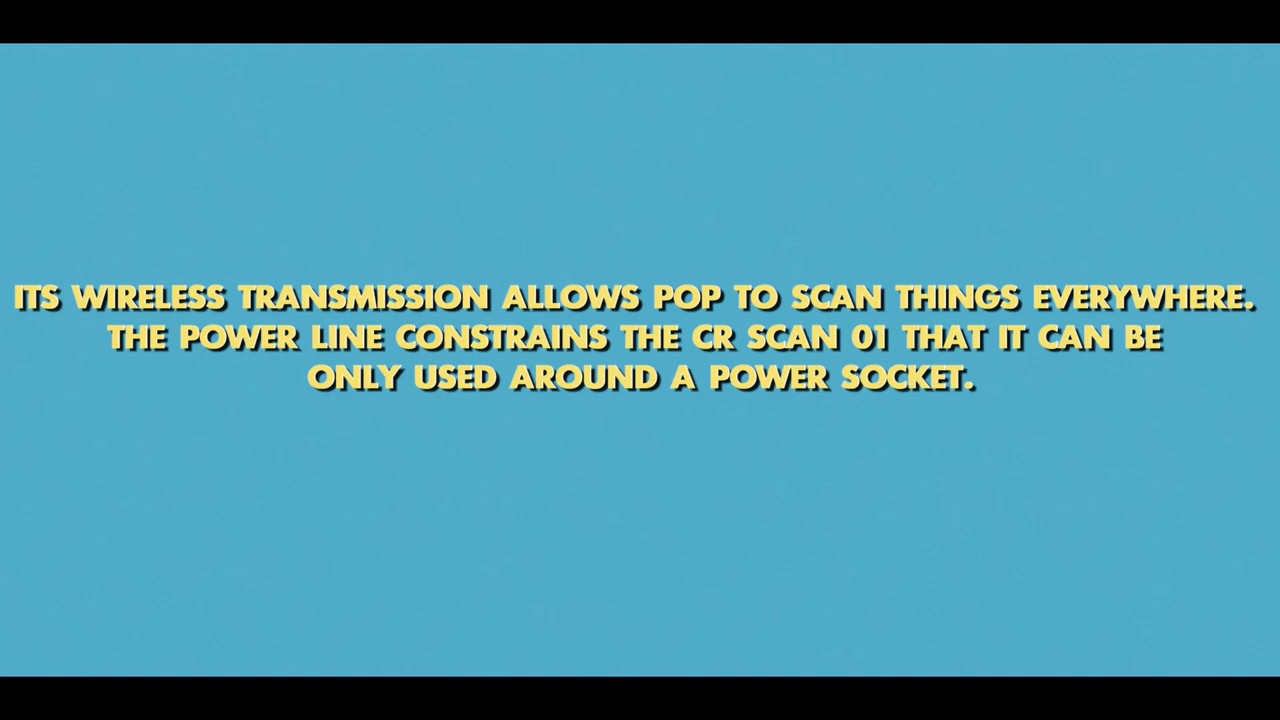 ITS WIRELESS TRANSMISSION ALLOWS POP TO SCAN THINGS EVERYWHERE.
THE POWER LINE CONSTRAINS THE CR SCAN 01 THAT IT CAN BE
ONLY USED AROUND A POWER SOCKET.